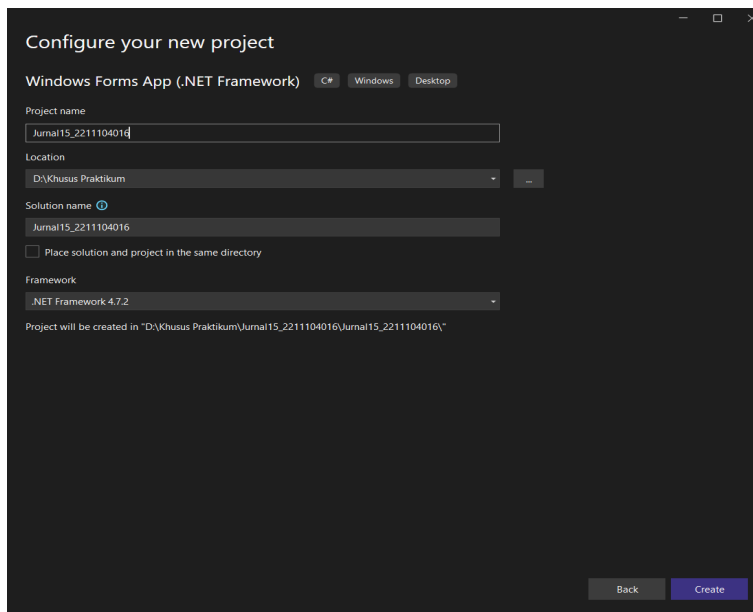 Configure your new project
Windows Forms App (.NET Framework) C# Windows Desktop
Project name
Jurnal15_2211104016
Location
D:\Khusus Praktikum
...
Solution name
Jurnal15_2211104016
Place solution and project in the same directory
Framework
.NET Framework 4.7.2
Project will be created in "D:\Khusus Praktikum\Jurnal15_2211104016\Jurnal15_2211104016\"
Back Create